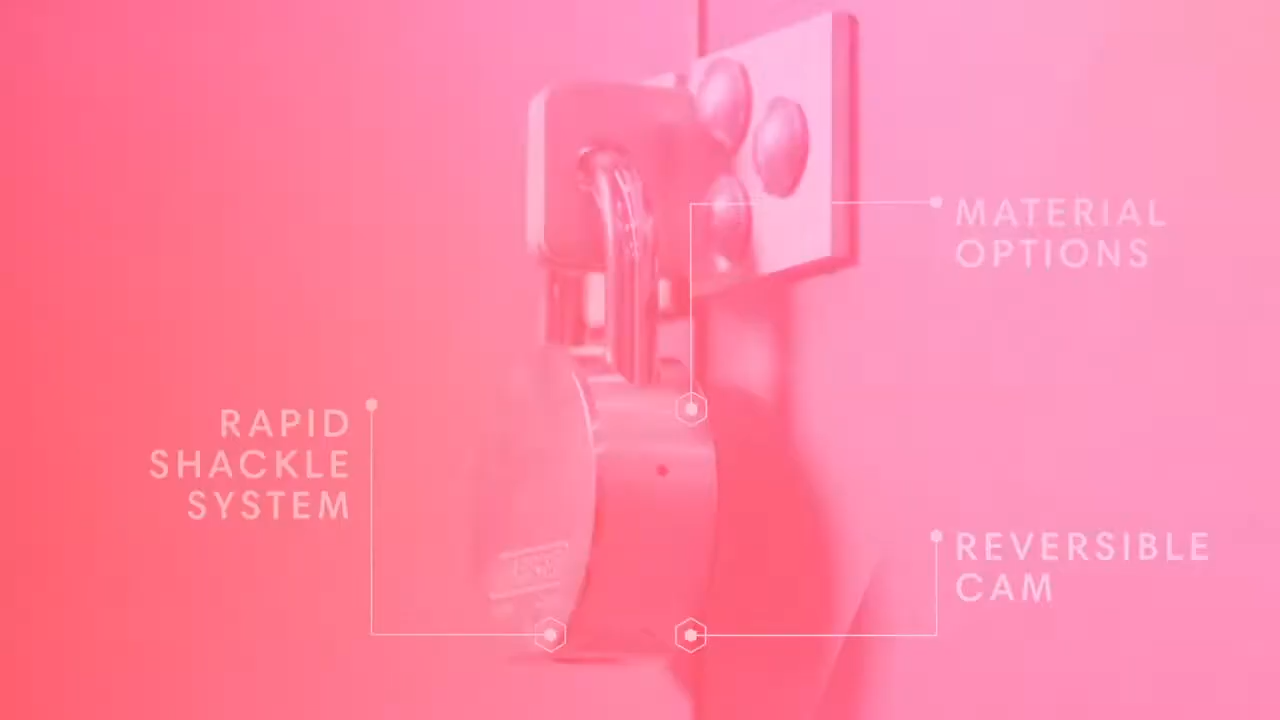 MATERIAL
OPTIONS
RAPID
SHACKLE
SYSTEM
REVERSIBLE
CAM